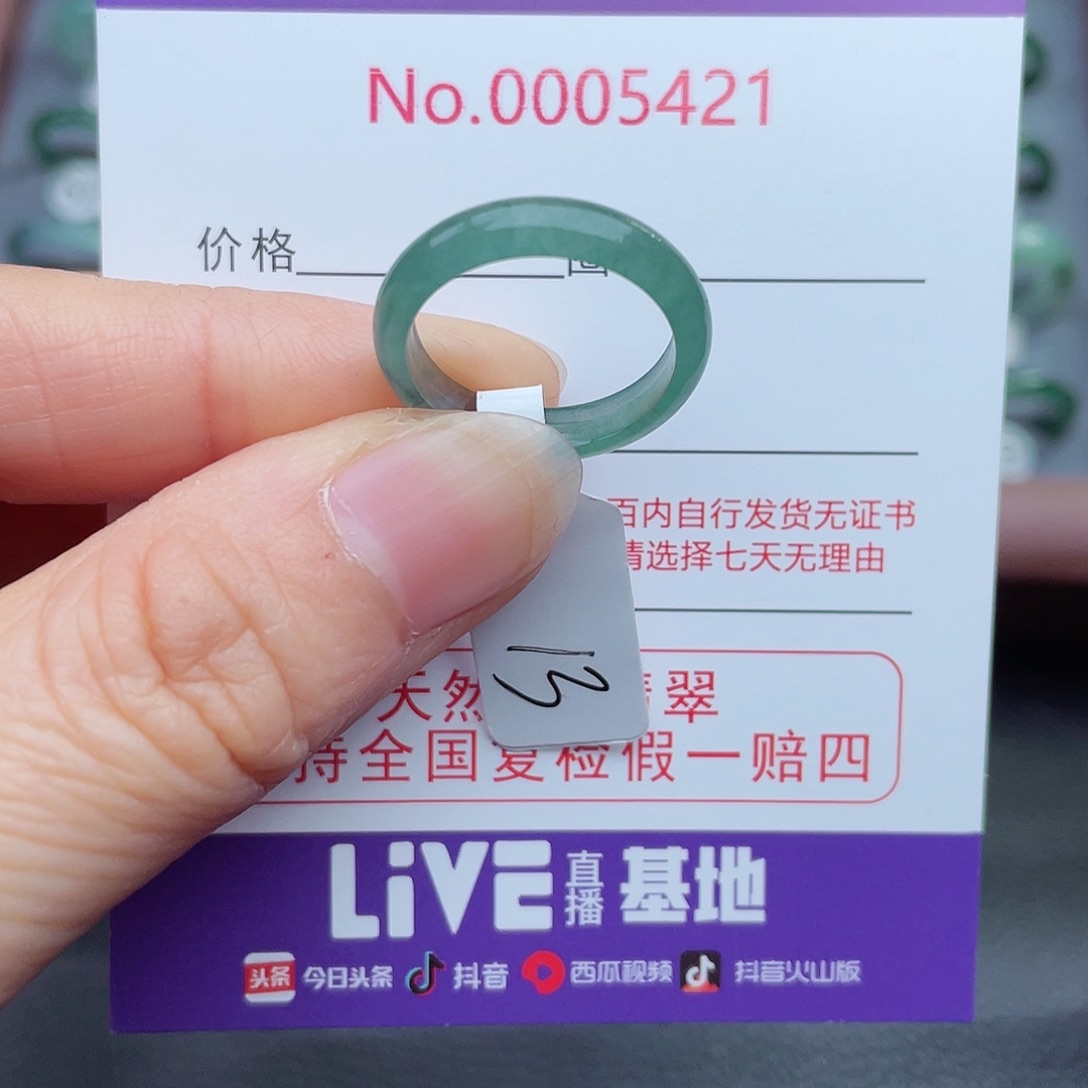 No.0005421
价格
百内自行发货无证书
请选择七天无理由
13
天然 翡翠
持全国复检假一赔四
LiVE直播基地
头条 今日头条 抖音 西瓜视频 抖音火山版